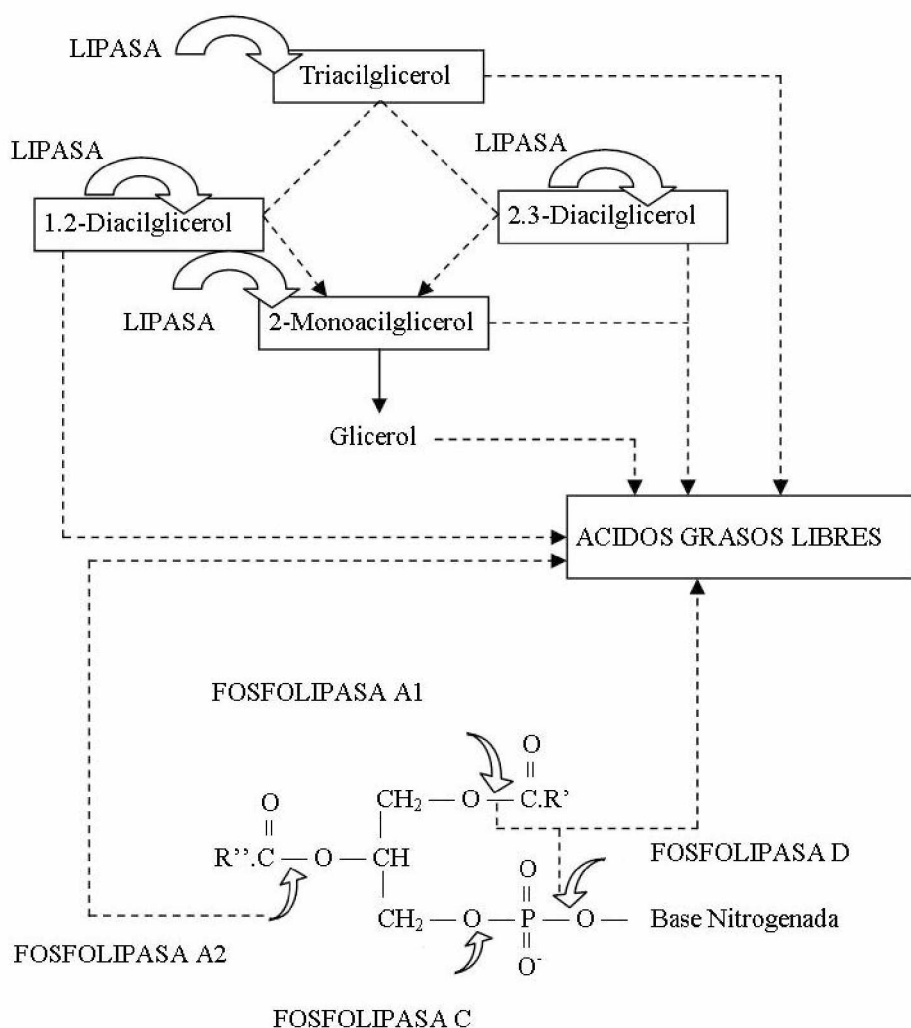 LIPASA
Triacilglicerol
LIPASA
LIPASA
1.2-Diacilglicerol
2.3-Diacilglicerol
LIPASA
2-Monoacilglicerol
Glicerol
ACIDOS GRASOS LIBRES
FOSFOLIPASA A1
O
O
CH2 — O — C.R’
R’’.C — O — CH
FOSFOLIPASA D
O
CH2 — O — P — O — Base Nitrogenada
FOSFOLIPASA A2
O-
FOSFOLIPASA C